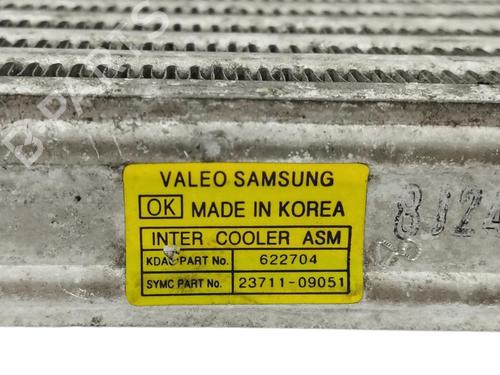 VALEO SAMSUNG
OK MADE IN KOREA
INTER COOLER ASM
KDAC PART No. 622704
SYMC PART No. 23711-09051